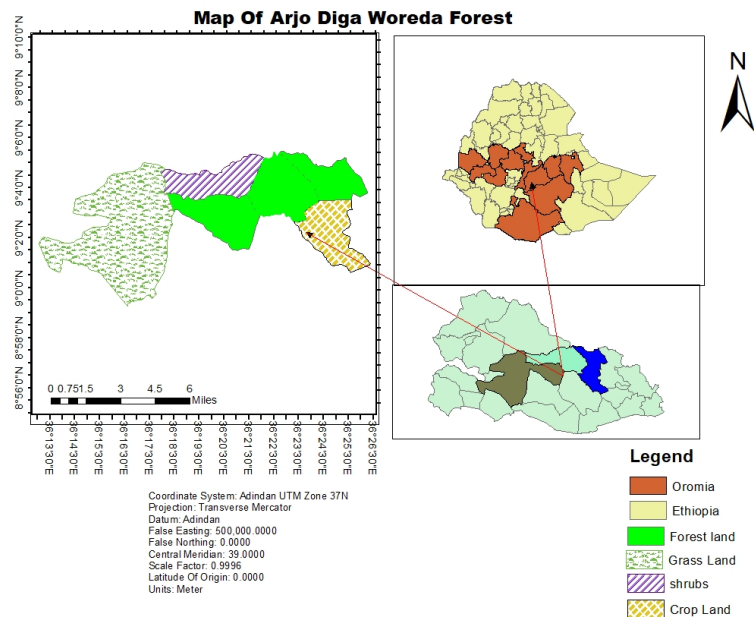 Map Of Arjo Diga Woreda Forest
9°10'0"N
9°8'0"N
9°6'0"N
9°4'0"N
9°2'0"N
9°0'0"N
8°58'0"N
8°56'0"N
0 0.75 1.5 3 4.5 6
Miles
36°13'30"E
36°14'30"E
36°15'30"E
36°17'30"E
36°18'30"E
36°19'30"E
36°20'30"E
36°21'30"E
36°23'30"E
36°24'30"E
36°25'30"E
36°26'30"E
N
Coordinate System: Adindan UTM Zone 37N
Projection: Transverse Mercator
Datum: Adindan
False Easting: 500,000.0000
False Northing: 0.0000
Central Meridian: 39.0000
Scale Factor: 0.9996
Latitude Of Origin: 0.0000
Units: Meter
Legend
Oromia
Ethiopia
Forest land
Grass Land
shrubs
Crop Land